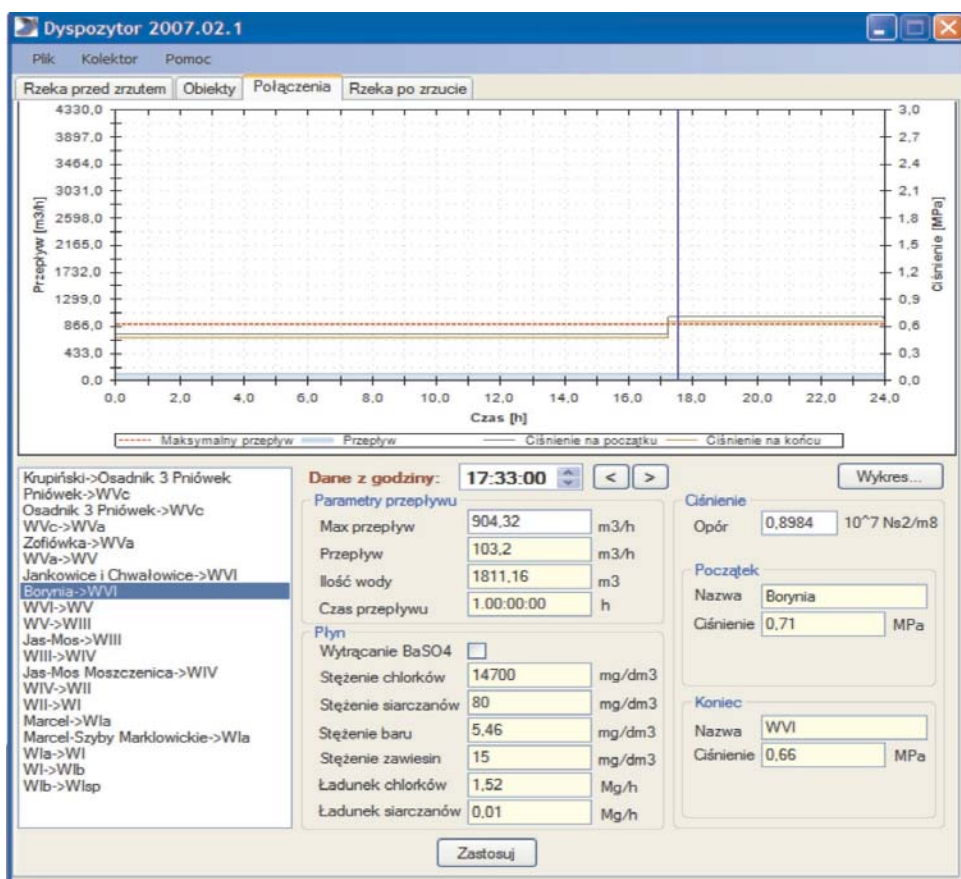 Dyspozytor 2007.02.1
Plik Kolektor Pomoc
Rzeka przed zrzutem Obiekty Połączenia Rzeka po zrzucie
4330,0
3897,0
3464,0
3031,0
2598,0
2165,0
1732,0
1299,0
866,0
433,0
0,0
Przepływ [m3/h]
3,0
2,7
2,4
2,1
1,8
1,5
1,2
0,9
0,6
0,3
0,0
Ciśnienie [MPa]
0,0 2,0 4,0 6,0 8,0 10,0 12,0 14,0 16,0 18,0 20,0 22,0 24,0
Czas [h]
Maksymalny przepływ Przepływ Ciśnienie na początku Ciśnienie na końcu
Krupiński->Osadnik 3 Pniówek
Pniówek->WVc
Osadnik 3 Pniówek->WVc
WVc->WVa
Zofiówka->WVa
WVa->WV
Jankowice i Chwałowice->WVI
Borynia->WVI
WVI->WV
WV->WIII
Jas-Mos->WIII
WIII->WIV
Jas-Mos Moszczenica->WIV
WIV->WII
WII->WI
Marcel->WIa
Marcel-Szyby Marklowickie->WIa
WIa->WI
WI->WIb
WIb->WIsp
Dane z godziny: 17:33:00 < > Wykres...
Parametry przepływu
Max przepływ 904,32 m3/h
Przepływ 103,2 m3/h
Ilość wody 1811,16 m3
Czas przepływu 1.00:00:00 h
Płyn
Wytrącanie BaSO4
Stężenie chlorków 14700 mg/dm3
Stężenie siarczanów 80 mg/dm3
Stężenie baru 5,46 mg/dm3
Stężenie zawiesin 15 mg/dm3
Ładunek chlorków 1,52 Mg/h
Ładunek siarczanów 0,01 Mg/h
Ciśnienie
Opór 0,8984 10^7 Ns2/m8
Początek
Nazwa Borynia
Ciśnienie 0,71 MPa
Koniec
Nazwa WVI
Ciśnienie 0,66 MPa
Zastosuj